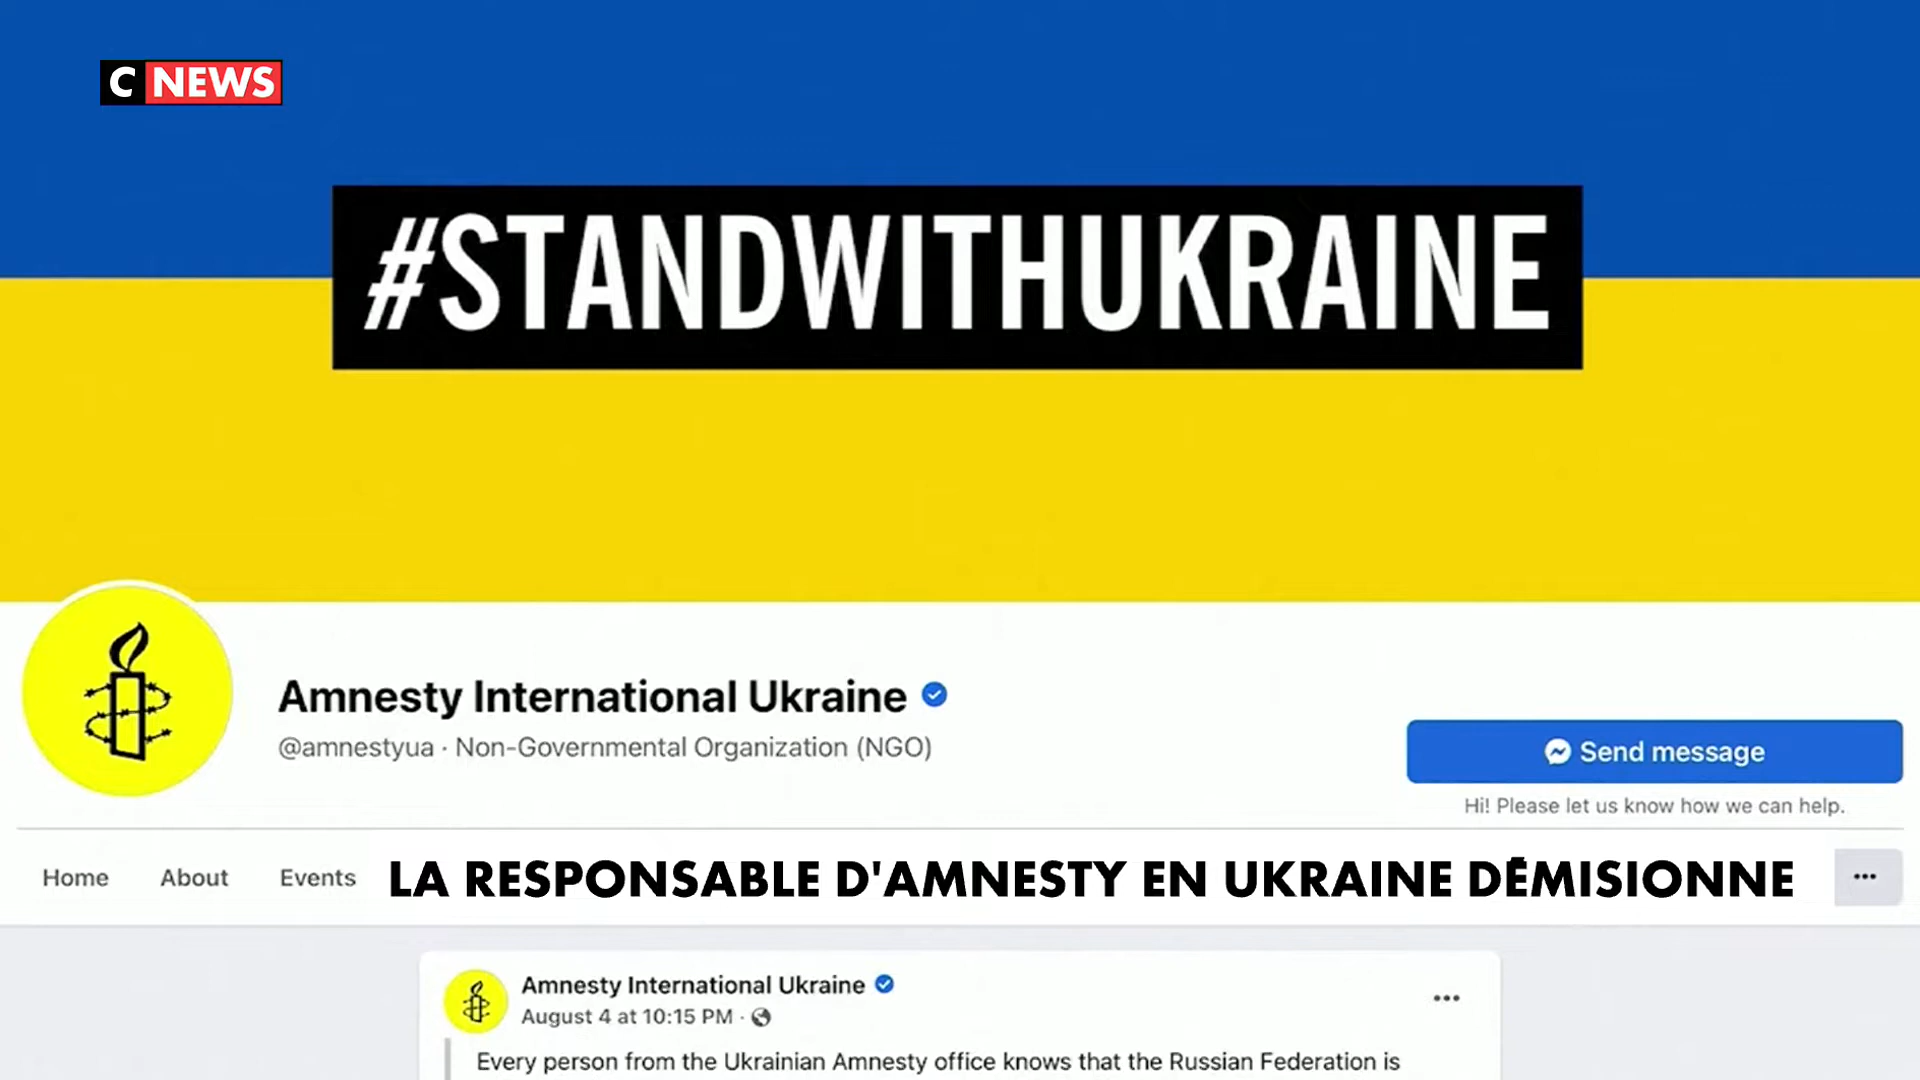 C NEWS
#STANDWITHUKRAINE
Amnesty International Ukraine
@amnestyua · Non-Governmental Organization (NGO)
Send message
Hi! Please let us know how we can help.
Home About Events LA RESPONSABLE D'AMNESTY EN UKRAINE DÉMISIONNE
Amnesty International Ukraine
August 4 at 10:15 PM ·
Every person from the Ukrainian Amnesty office knows that the Russian Federation is